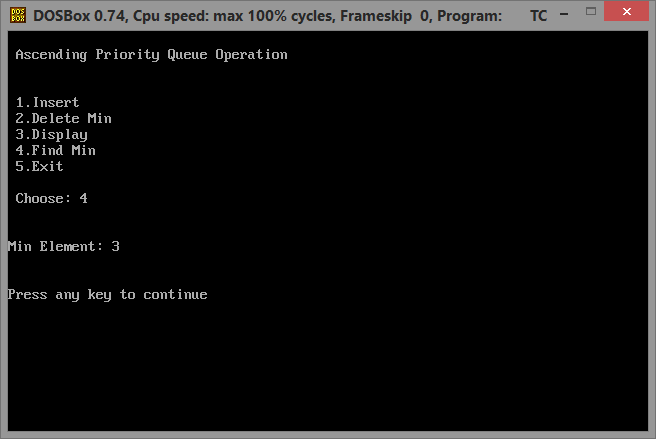 DOS
BOX
DOSBox 0.74, Cpu speed: max 100% cycles, Frameskip 0, Program: TC
Ascending Priority Queue Operation
1.Insert
2.Delete Min
3.Display
4.Find Min
5.Exit
Choose: 4
Min Element: 3
Press any key to continue